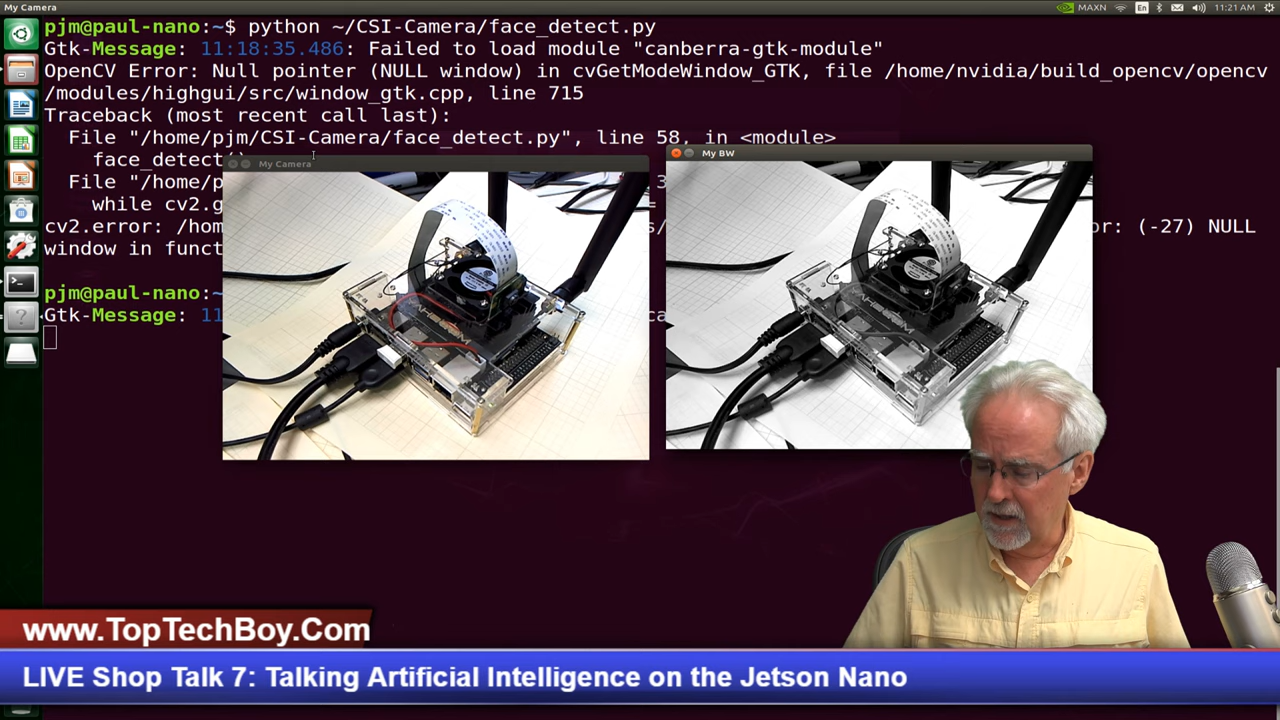 My Camera
MAXN En 11:21 AM
pjm@paul-nano:~$ python ~/CSI-Camera/face_detect.py
Gtk-Message: 11:18:35.486: Failed to load module "canberra-gtk-module"
OpenCV Error: Null pointer (NULL window) in cvGetModeWindow_GTK, file /home/nvidia/build_opencv/opencv
/modules/highgui/src/window_gtk.cpp, line 715
Traceback (most recent call last):
File "/home/pjm/CSI-Camera/face_detect.py", line 58, in <module>
face_detect()
File "/home/p
while cv2.g
cv2.error: /hom
or: (-27) NULL
window in funct
pjm@paul-nano:~
Gtk-Message: 11
My Camera
My BW
www.TopTechBoy.Com
LIVE Shop Talk 7: Talking Artificial Intelligence on the Jetson Nano